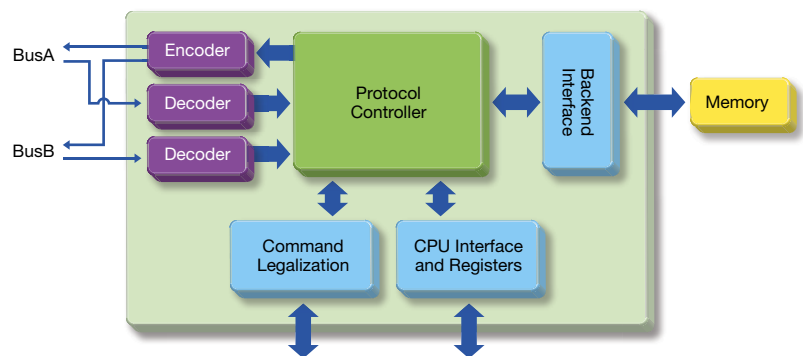 BusA
BusB
Encoder
Decoder
Decoder
Protocol
Controller
Backend
Interface
Memory
Command
Legalization
CPU Interface
and Registers